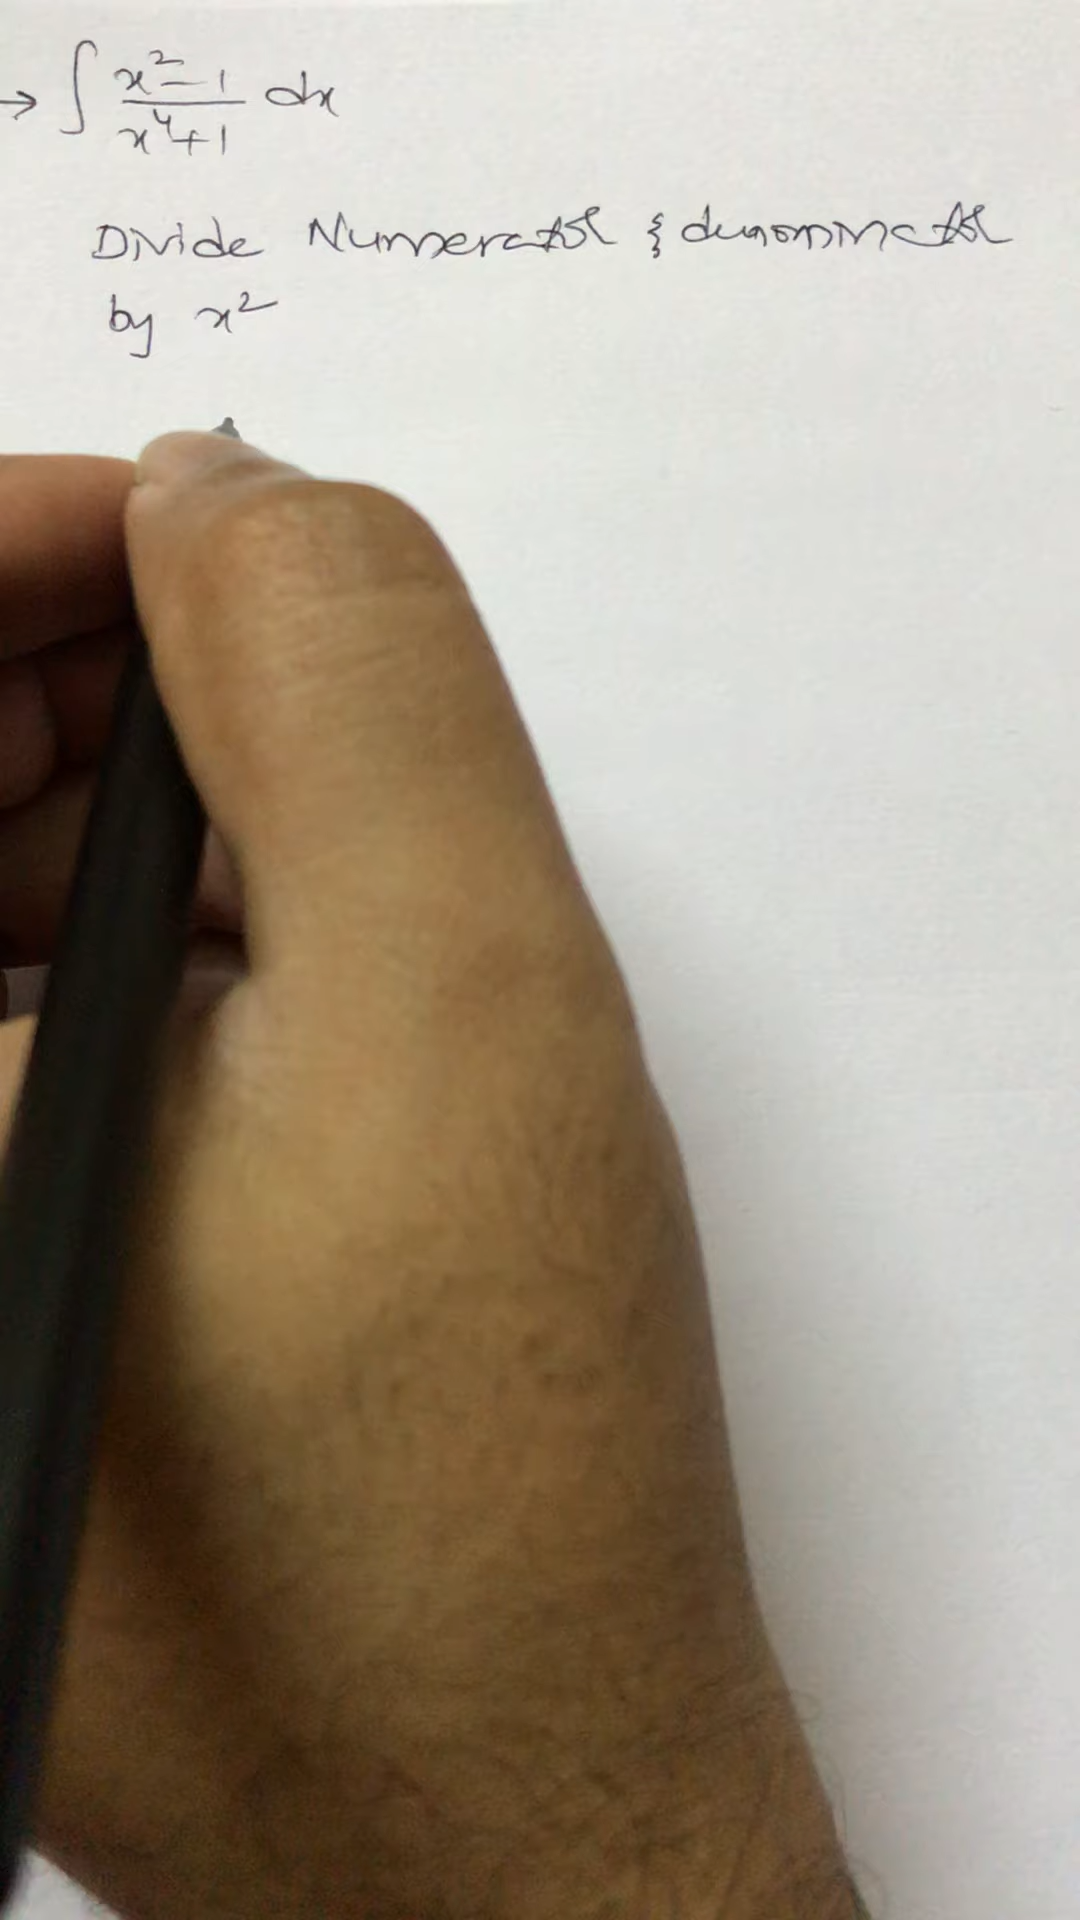 → ∫ (x² - 1)/(x⁴ + 1) dx
Divide Numerator & denominator
by x²